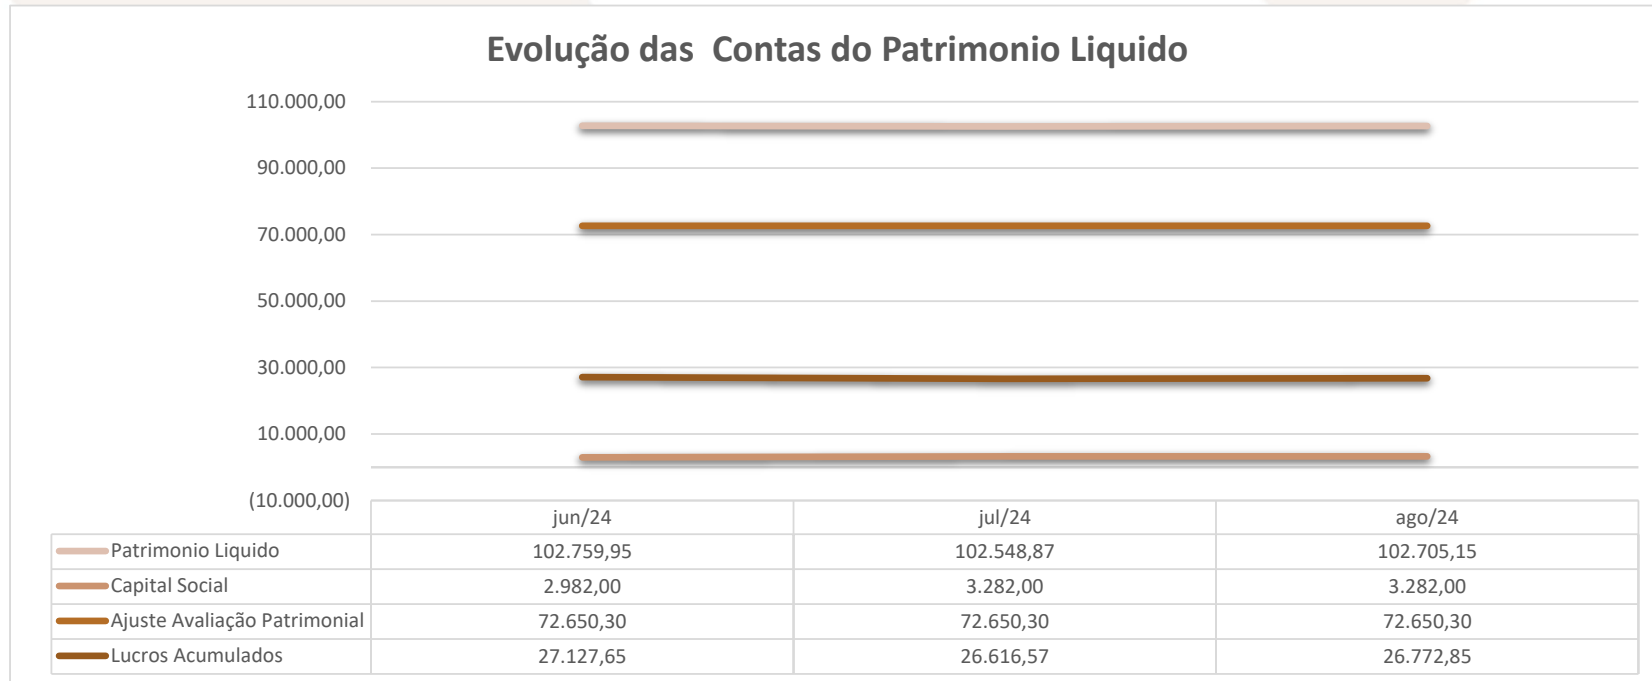 Evolução das  Contas do Patrimonio Liquido
110.000,00
90.000,00
70.000,00
50.000,00
30.000,00
10.000,00
(10.000,00)
jun/24 jul/24 ago/24
Patrimonio Liquido 102.759,95 102.548,87 102.705,15
Capital Social 2.982,00 3.282,00 3.282,00
Ajuste Avaliação Patrimonial 72.650,30 72.650,30 72.650,30
Lucros Acumulados 27.127,65 26.616,57 26.772,85